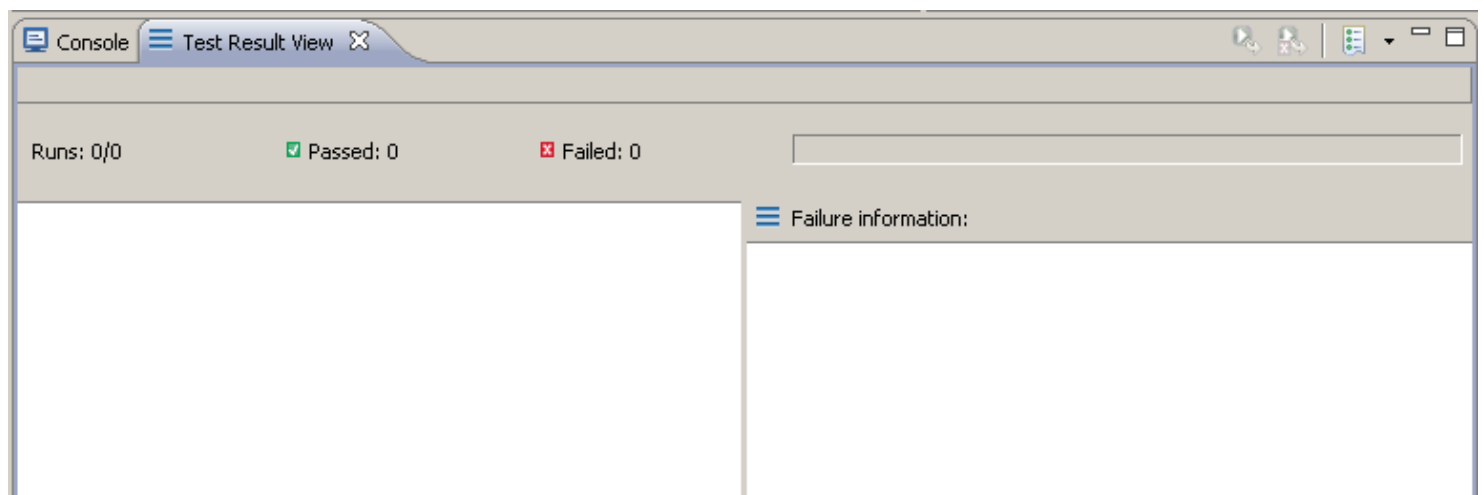 Console Test Result View
Runs: 0/0 Passed: 0 Failed: 0
Failure information: